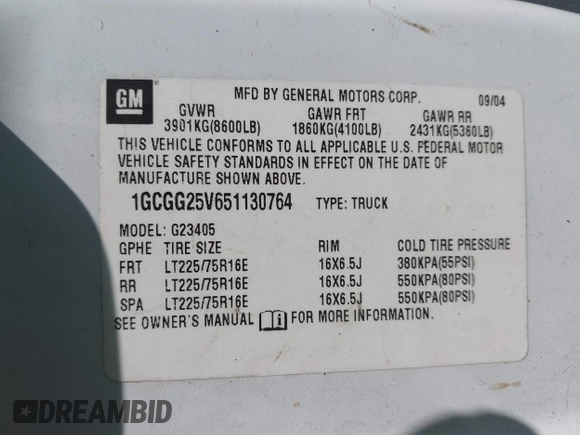 GM
MFD BY GENERAL MOTORS CORP. 09/04
GVWR GAWR FRT GAWR RR
3901KG(8600LB) 1860KG(4100LB) 2431KG(5360LB)
THIS VEHICLE CONFORMS TO ALL APPLICABLE U.S. FEDERAL MOTOR
VEHICLE SAFETY STANDARDS IN EFFECT ON THE DATE OF
MANUFACTURE SHOWN ABOVE.
1GCGG25V651130764 TYPE: TRUCK
MODEL: G23405
GPHE TIRE SIZE RIM COLD TIRE PRESSURE
FRT LT225/75R16E 16X6.5J 380KPA(55PSI)
RR LT225/75R16E 16X6.5J 550KPA(80PSI)
SPA LT225/75R16E 16X6.5J 550KPA(80PSI)
SEE OWNER'S MANUAL FOR MORE INFORMATION.
DREAMBID